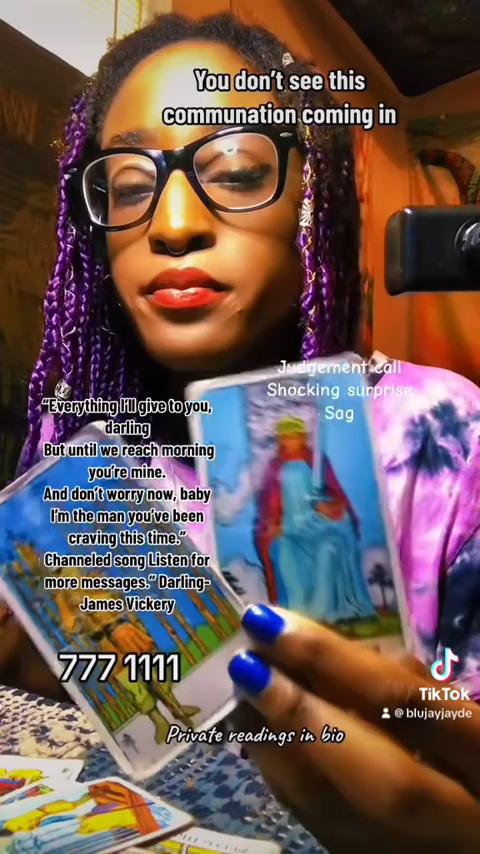 You don't see this
communation coming in
Judgement call
Shocking surprise
Sag
"Everything i'll give to you,
darling
But until we reach morning
you're mine.
And don't worry now, baby
I'm the man you've been
craving this time."
Channeled song Listen for
more messages." Darling-
James Vickery
777 1111
TikTok
@ blujayjayde
Private readings in bio